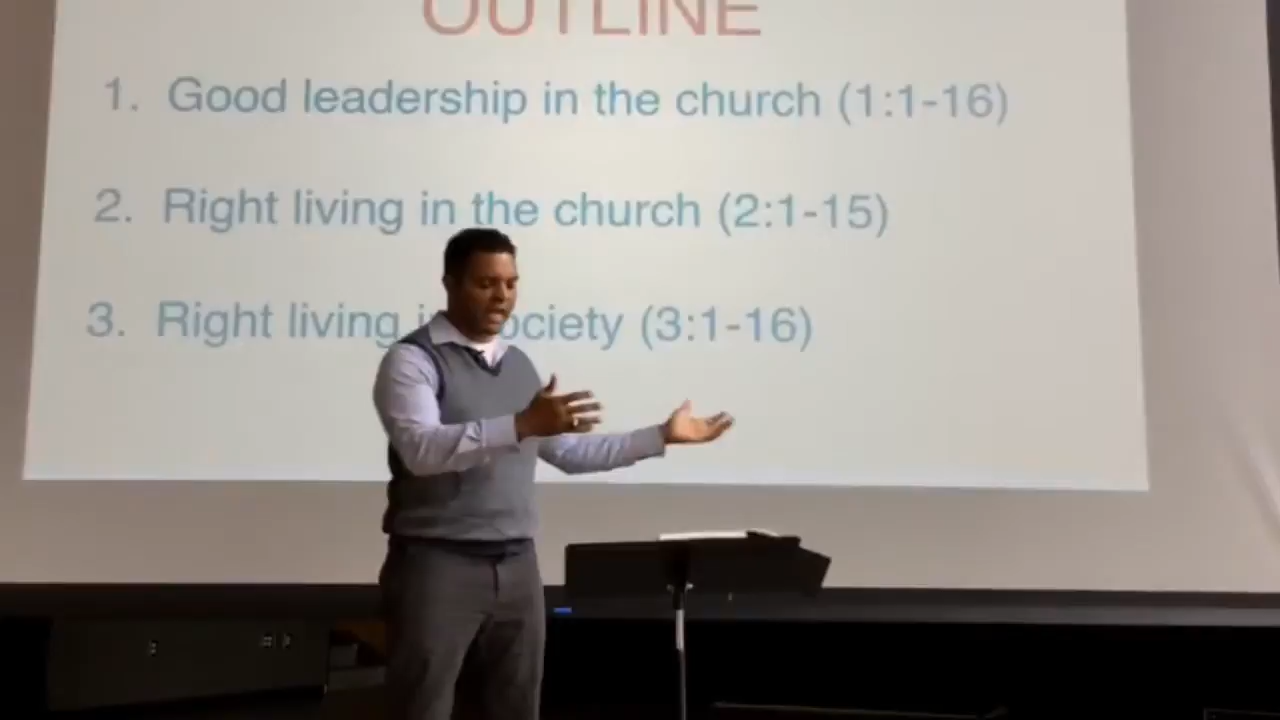 OUTLINE
1. Good leadership in the church (1:1-16)
2. Right living in the church (2:1-15)
3. Right living in society (3:1-16)